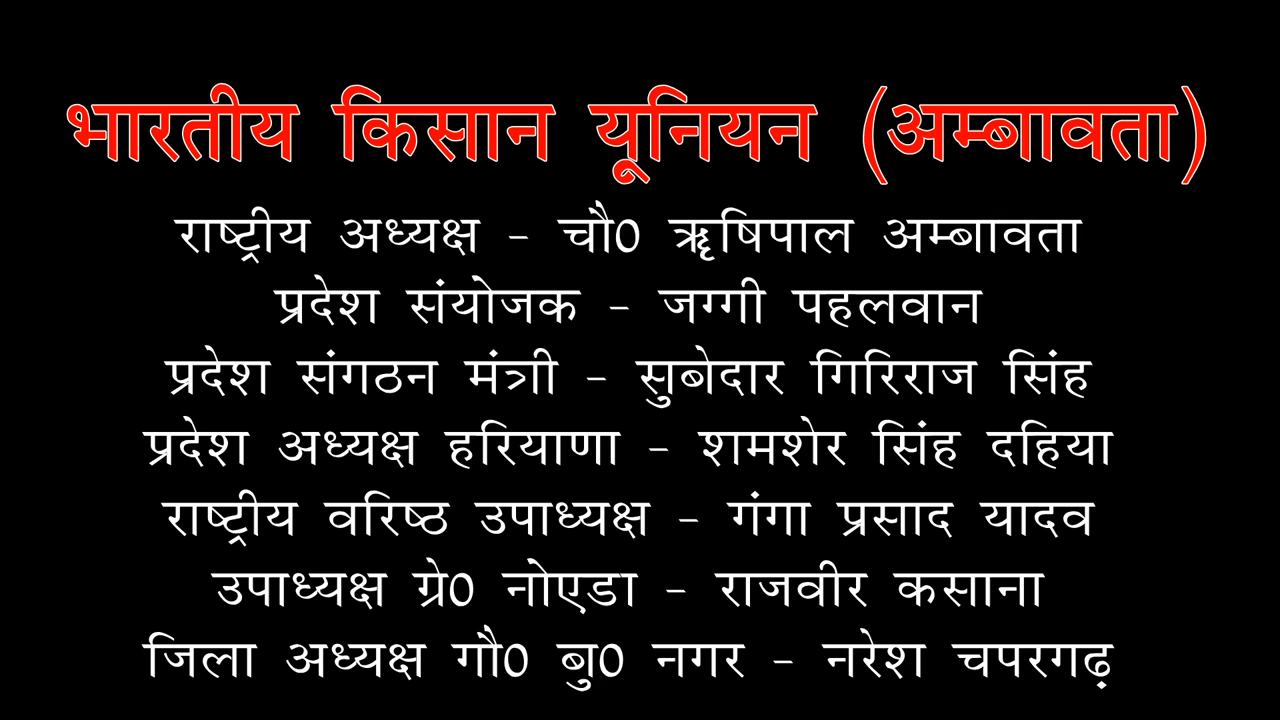 भारतीय किसान यूनियन (अम्बावता)
राष्ट्रीय अध्यक्ष - चौ0 ॠषिपाल अम्बावता
प्रदेश संयोजक - जग्गी पहलवान
प्रदेश संगठन मंत्री - सुबेदार गिरिराज सिंह
प्रदेश अध्यक्ष हरियाणा - शमशेर सिंह दहिया
राष्ट्रीय वरिष्ठ उपाध्यक्ष - गंगा प्रसाद यादव
उपाध्यक्ष ग्रे0 नोएडा - राजवीर कसाना
जिला अध्यक्ष गौ0 बु0 नगर - नरेश चपरगढ़